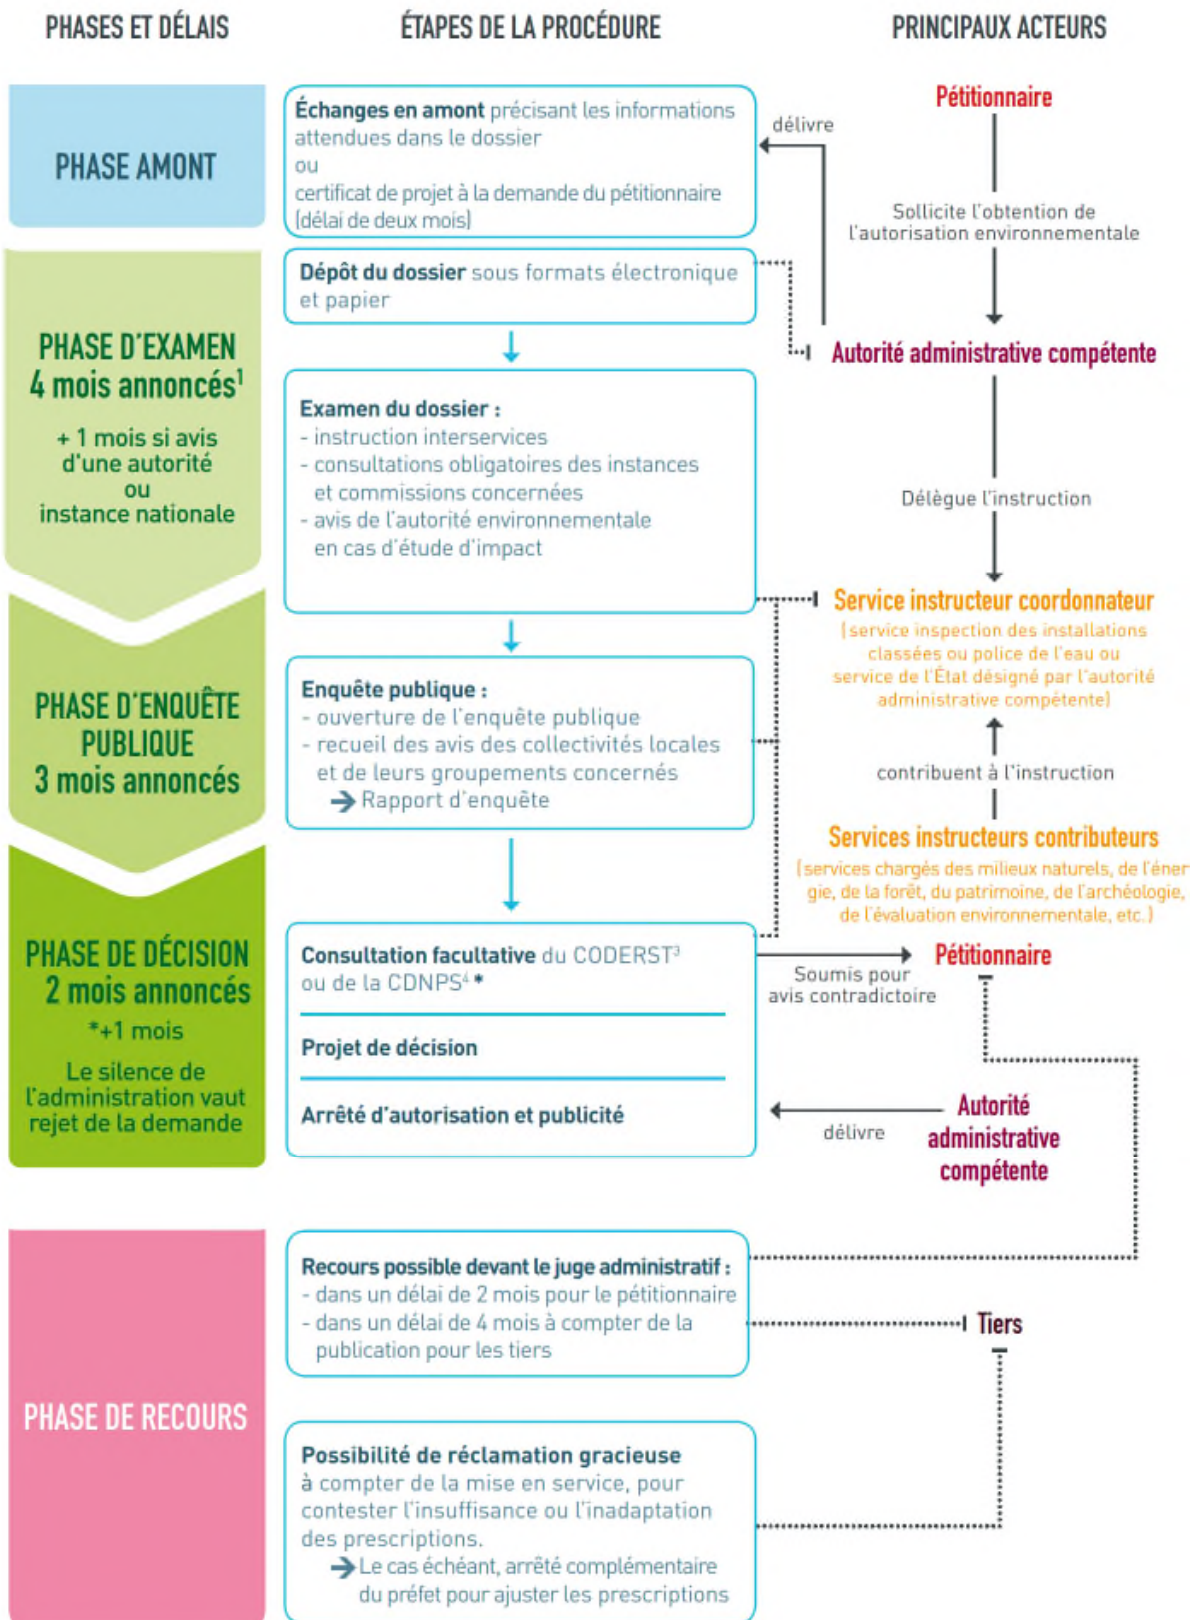 PHASES ET DÉLAIS
ÉTAPES DE LA PROCÉDURE
PRINCIPAUX ACTEURS
PHASE AMONT
Échanges en amont précisant les informations
attendues dans le dossier
ou
certificat de projet à la demande du pétitionnaire
(délai de deux mois)
délivre
Pétitionnaire
Sollicite l'obtention de
l'autorisation environnementale
PHASE D'EXAMEN
4 mois annoncés¹
+ 1 mois si avis
d'une autorité
ou
instance nationale
Dépôt du dossier sous formats électronique
et papier
Autorité administrative compétente
Examen du dossier :
- instruction interservices
- consultations obligatoires des instances
et commissions concernées
- avis de l'autorité environnementale
en cas d'étude d'impact
Délègue l'instruction
Service instructeur coordonnateur
(service inspection des installations
classées ou police de l'eau ou
service de l'État désigné par l'autorité
administrative compétente)
PHASE D'ENQUÊTE
PUBLIQUE
3 mois annoncés
Enquête publique :
- ouverture de l'enquête publique
- recueil des avis des collectivités locales
et de leurs groupements concernés
→ Rapport d'enquête
contribuent à l'instruction
Services instructeurs contributeurs
(services chargés des milieux naturels, de l'éner
gie, de la forêt, du patrimoine, de l'archéologie,
de l'évaluation environnementale, etc.)
PHASE DE DÉCISION
2 mois annoncés
*+1 mois
Le silence de
l'administration vaut
rejet de la demande
Consultation facultative du CODERST³
ou de la CDNPS⁴ *
Projet de décision
Arrêté d'autorisation et publicité
Soumis pour
avis contradictoire
Pétitionnaire
délivre
Autorité
administrative
compétente
PHASE DE RECOURS
Recours possible devant le juge administratif :
- dans un délai de 2 mois pour le pétitionnaire
- dans un délai de 4 mois à compter de la
publication pour les tiers
Tiers
Possibilité de réclamation gracieuse
à compter de la mise en service, pour
contester l'insuffisance ou l'inadaptation
des prescriptions.
→ Le cas échéant, arrêté complémentaire
du préfet pour ajuster les prescriptions